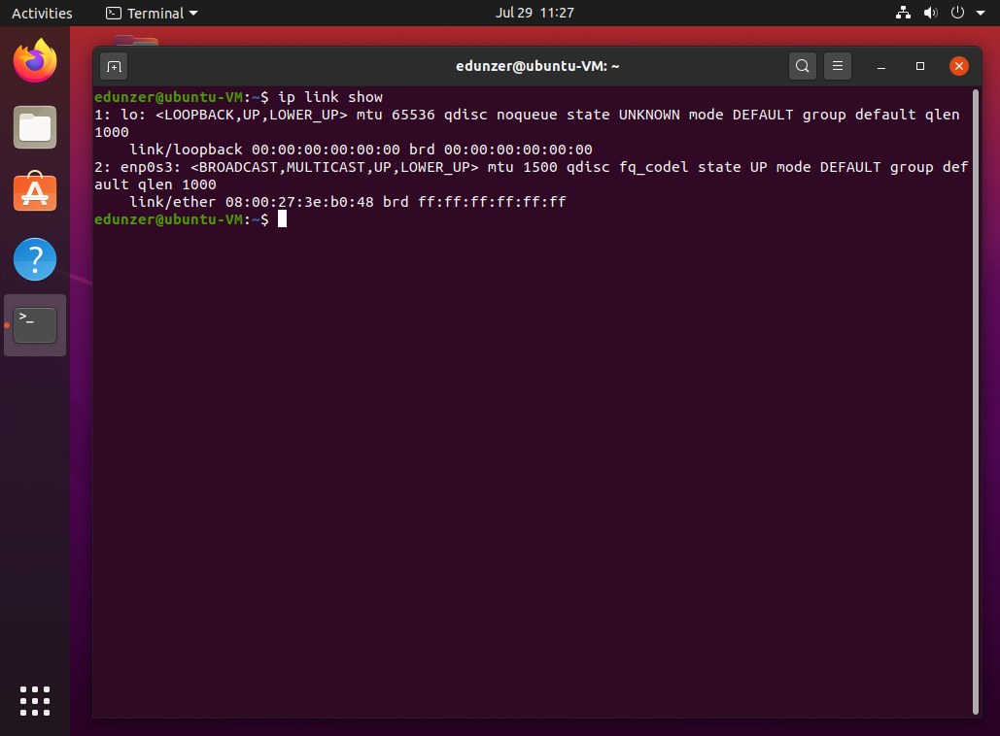 Activities Terminal Jul 29 11:27
edunzer@ubuntu-VM: ~
edunzer@ubuntu-VM:~$ ip link show
1: lo: <LOOPBACK,UP,LOWER_UP> mtu 65536 qdisc noqueue state UNKNOWN mode DEFAULT group default qlen
1000
    link/loopback 00:00:00:00:00:00 brd 00:00:00:00:00:00
2: enp0s3: <BROADCAST,MULTICAST,UP,LOWER_UP> mtu 1500 qdisc fq_codel state UP mode DEFAULT group def
ault qlen 1000
    link/ether 08:00:27:3e:b0:48 brd ff:ff:ff:ff:ff:ff
edunzer@ubuntu-VM:~$